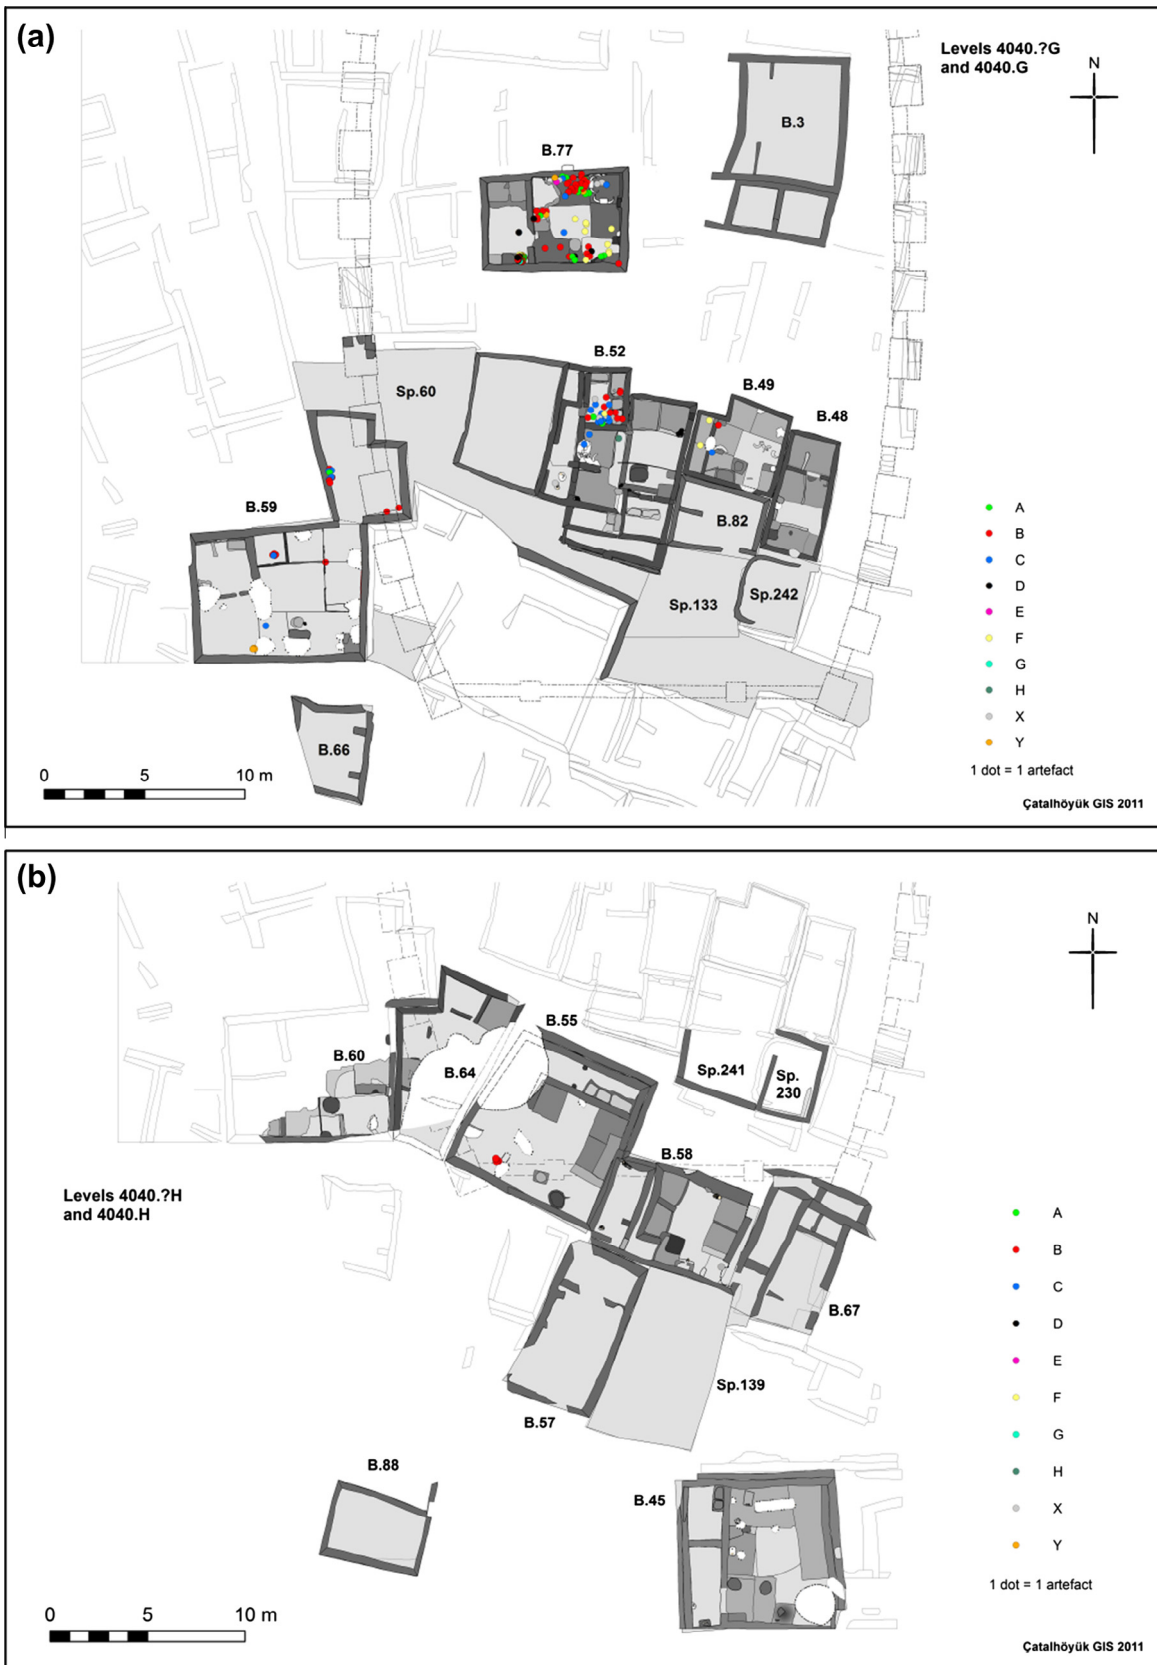 (a)
Levels 4040.?G
and 4040.G
N
B.3
B.77
B.52
Sp.60
B.49
B.48
B.59
B.82
Sp.133
Sp.242
B.66
A
B
C
D
E
F
G
H
X
Y
1 dot = 1 artefact
0 5 10 m
Çatalhöyük GIS 2011
(b)
N
B.55
B.60
B.64
Sp.241
Sp.
230
B.58
Levels 4040.?H
and 4040.H
B.67
Sp.139
B.57
B.88
B.45
A
B
C
D
E
F
G
H
X
Y
1 dot = 1 artefact
0 5 10 m
Çatalhöyük GIS 2011